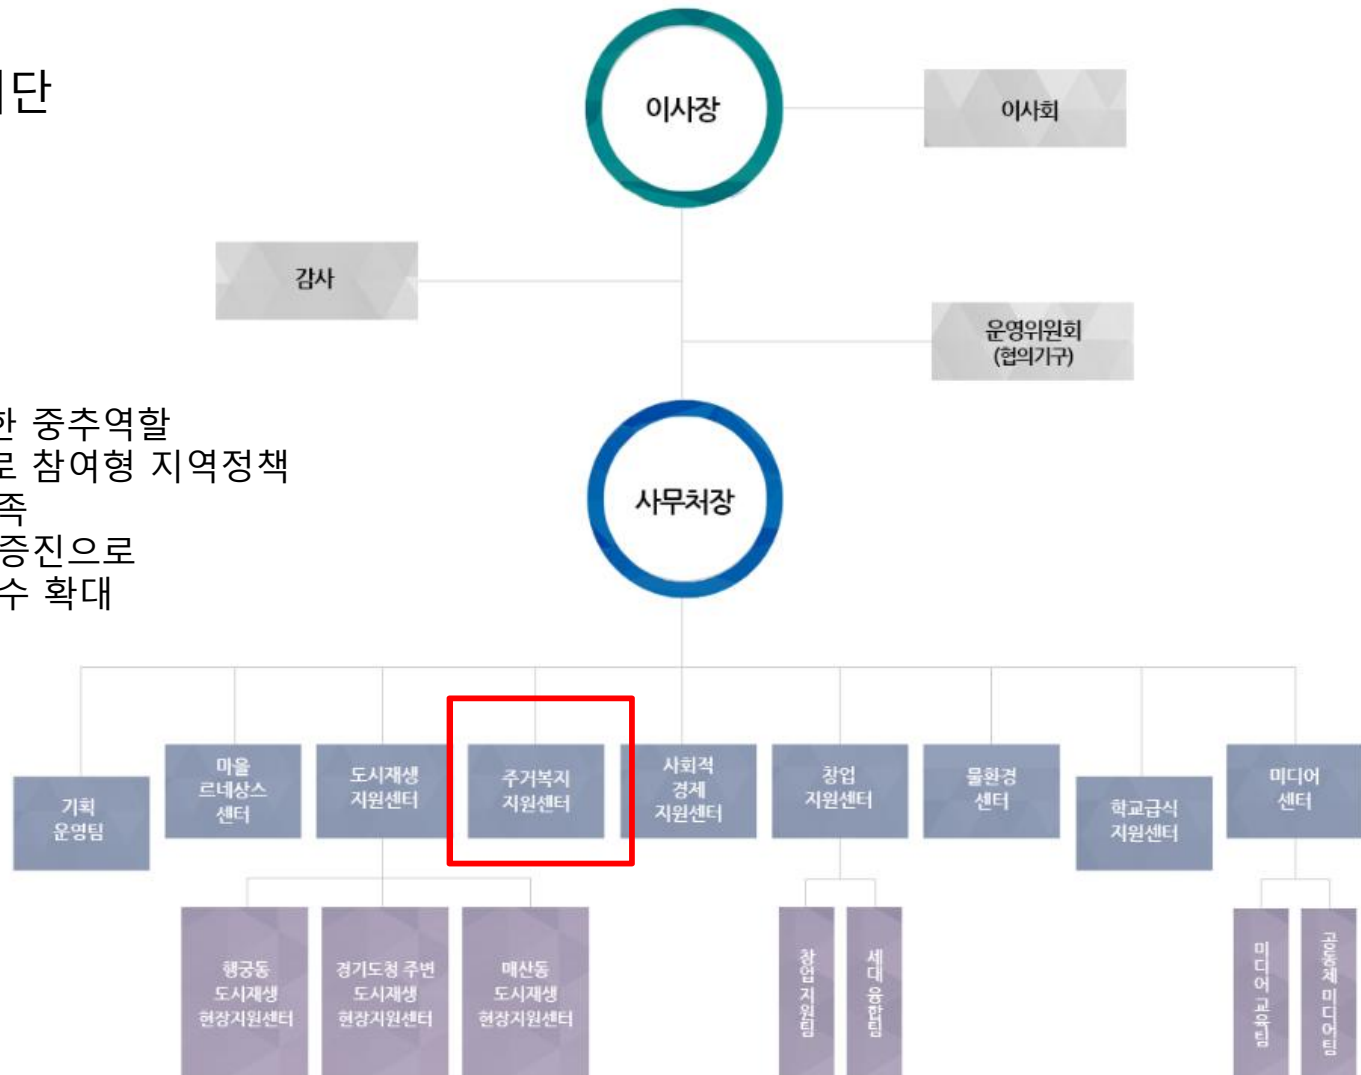 이사장
이사회
단
감사
운영위원회
(협의기구)
한 중추역할
로 참여형 지역정책
족
증진으로
수 확대
사무처장
기획
운영팀
마을
르네상스
센터
도시재생
지원센터
주거복지
지원센터
사회적
경제
지원센터
창업
지원센터
물환경
센터
학교급식
지원센터
미디어
센터
행궁동
도시재생
현장지원센터
경기도청 주변
도시재생
현장지원센터
매산동
도시재생
현장지원센터
창업 지원팀
세대 융합팀
미디어 교육팀
공동체 미디어팀